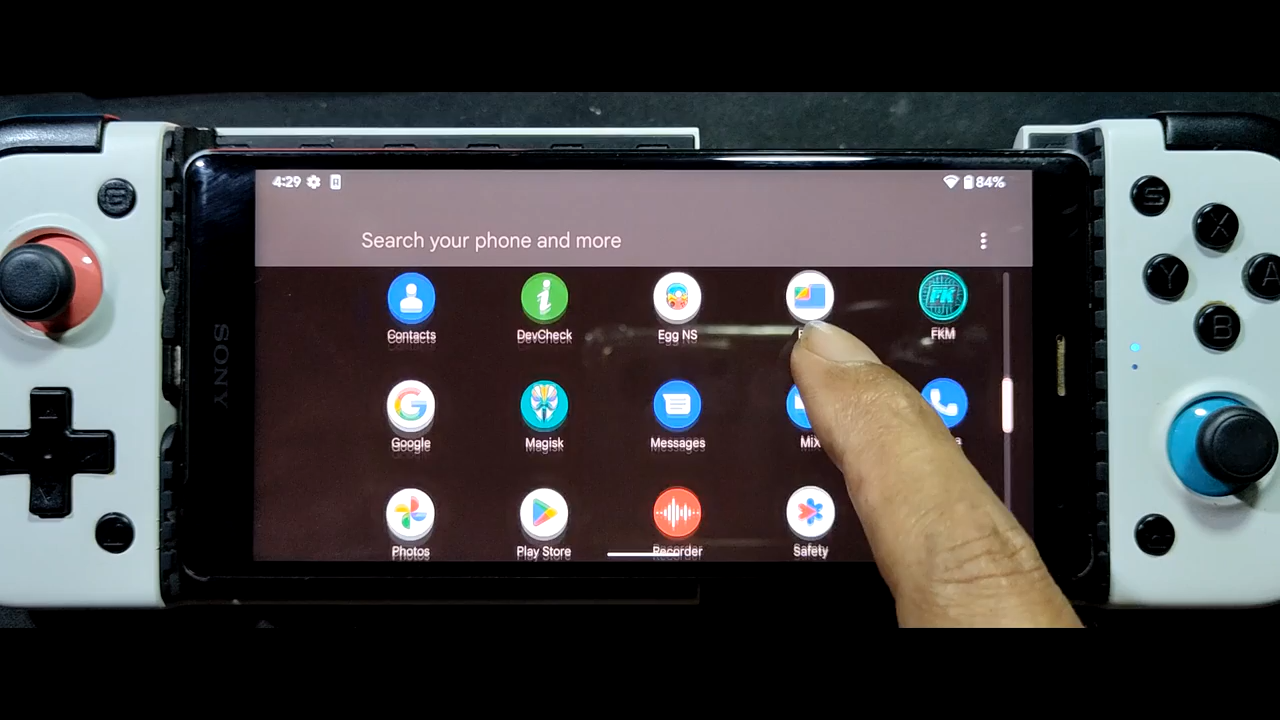 4:29 84%
Search your phone and more
Contacts DevCheck Egg NS FKM
Google Magisk Messages Mix
Photos Play Store Recorder Safety
SONY
S
X
Y
A
B